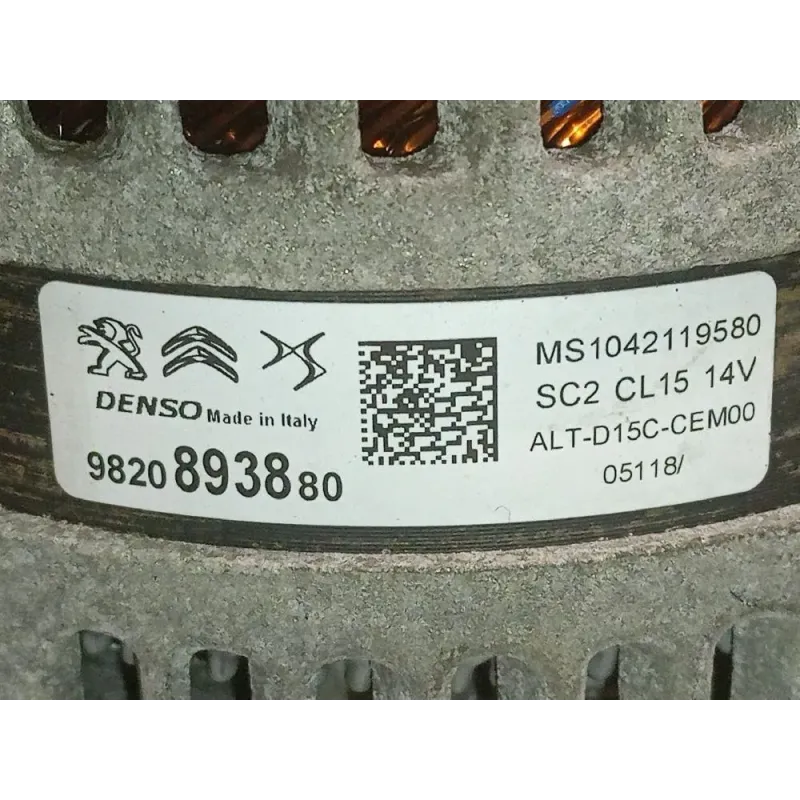 DENSO Made in Italy
9820893880
MS1042119580
SC2 CL15 14V
ALT-D15C-CEM00
05118/